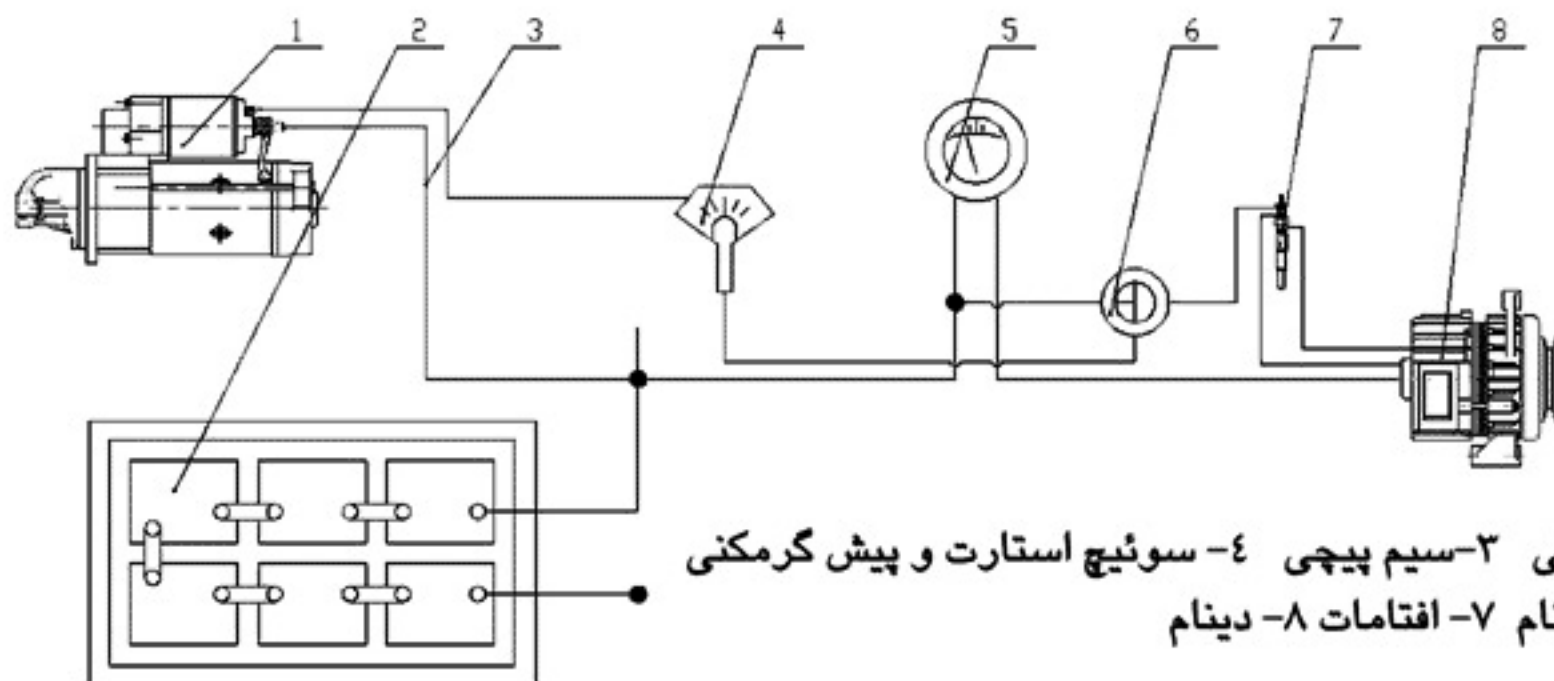 1 2 3 4 5 6 7 8
۳-سیم پیچی ٤- سوئیچ استارت و پیش گرمکنی
۷- افتامات ۸- دینام